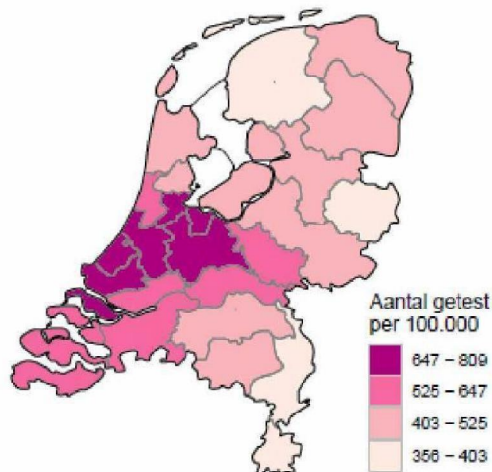 Aantal getest
per 100.000
647 – 809
525 – 647
403 – 525
356 – 403